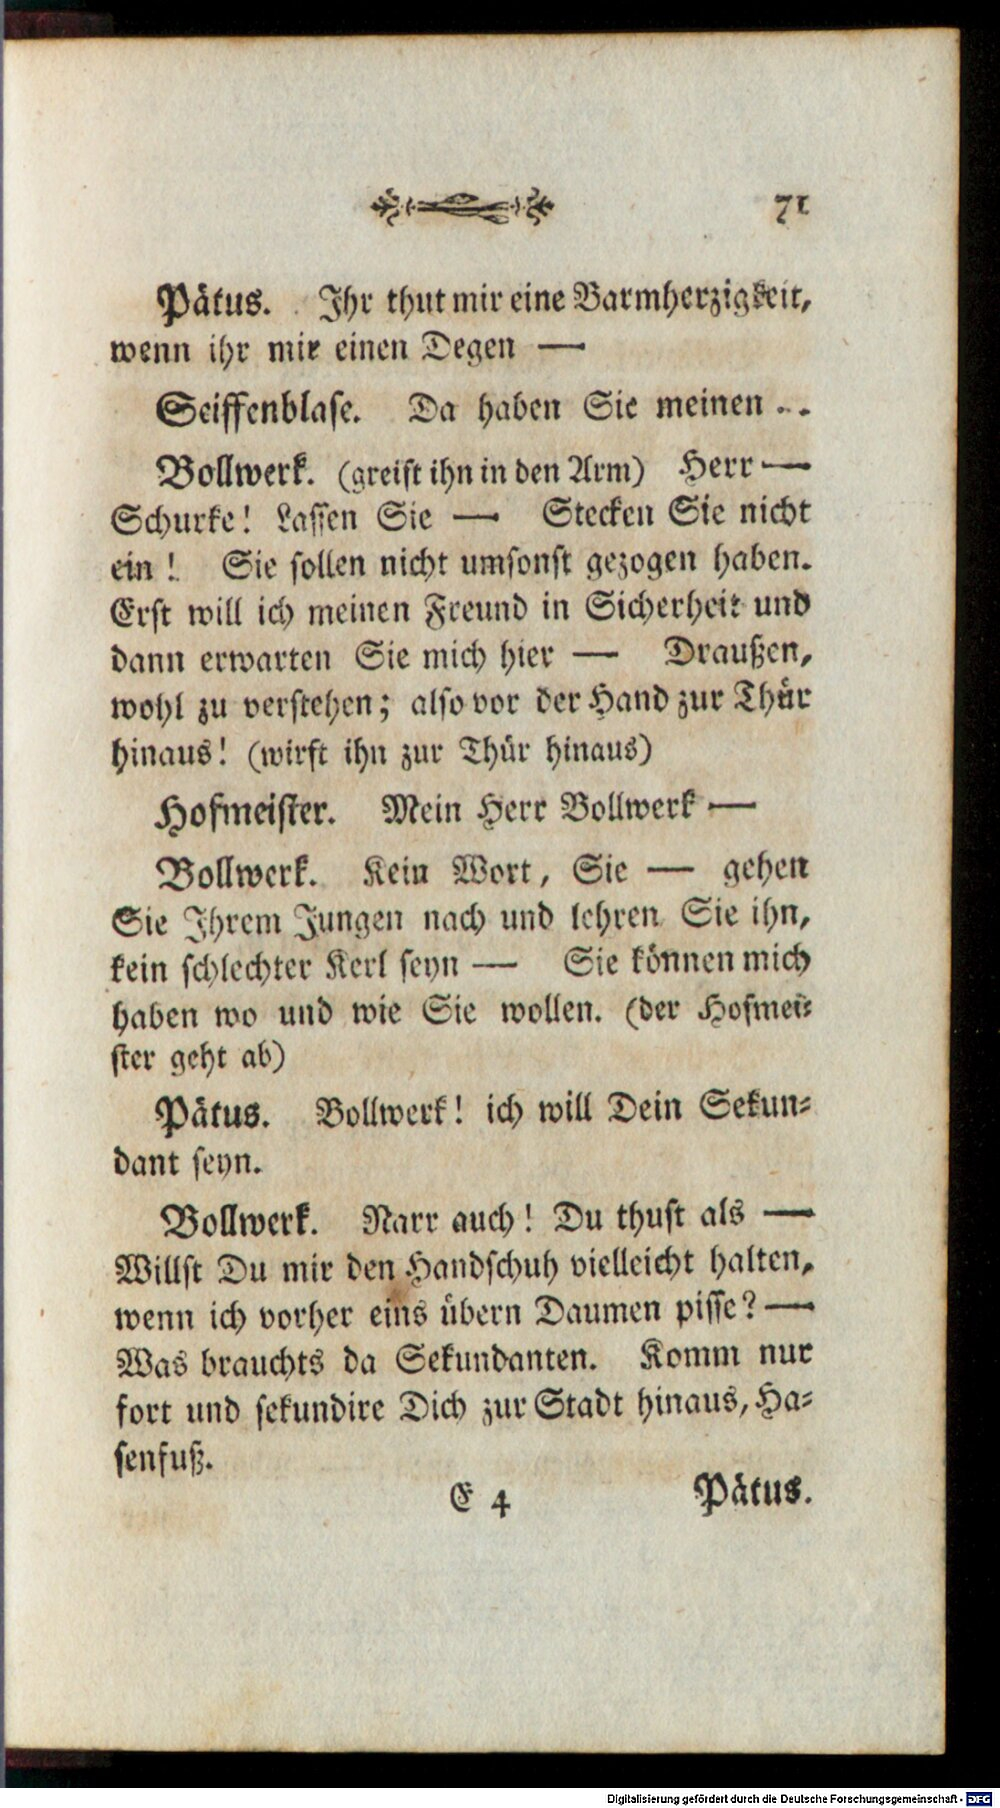 71
Pätus. Ihr thut mir eine Barmherzigkeit,
wenn ihr mir einen Degen —
Seiffenblase. Da haben Sie meinen ..
Bollwerk. (greift ihn in den Arm) Herr —
Schurke! Lassen Sie — Stecken Sie nicht
ein! Sie sollen nicht umsonst gezogen haben.
Erst will ich meinen Freund in Sicherheit und
dann erwarten Sie mich hier — Draußen,
wohl zu verstehen; also vor der Hand zur Thür
hinaus! (wirft ihn zur Thür hinaus)
Hofmeister. Mein Herr Bollwerk —
Bollwerk. Kein Wort, Sie — gehen
Sie Ihrem Jungen nach und lehren Sie ihn,
kein schlechter Kerl seyn — Sie können mich
haben wo und wie Sie wollen. (der Hofmei-
ster geht ab)
Pätus. Bollwerk! ich will Dein Sekun-
dant seyn.
Bollwerk. Narr auch! Du thust als —
Willst Du mir den Handschuh vielleicht halten,
wenn ich vorher eins übern Daumen pisse? —
Was brauchts da Sekundanten. Komm nur
fort und sekundire Dich zur Stadt hinaus, Ha-
senfuß.
E 4 Pätus.
Digitalisierung gefördert durch die Deutsche Forschungsgemeinschaft - DFG